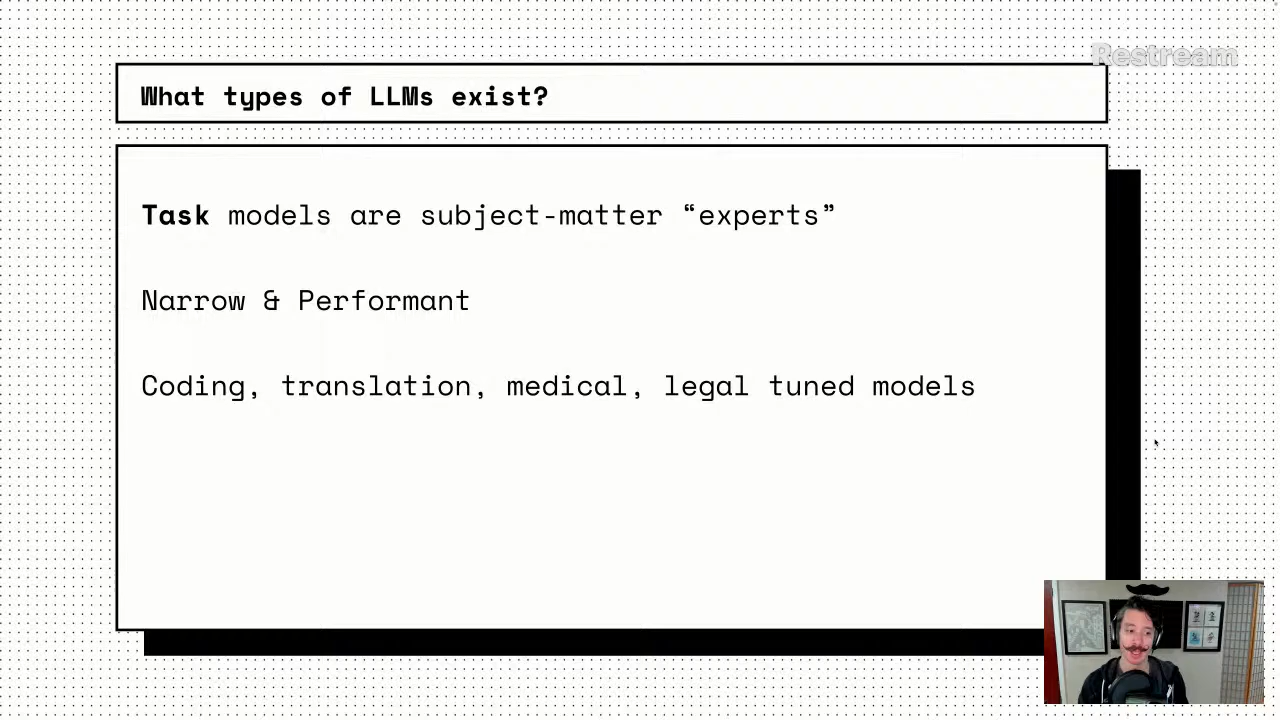 Restream
What types of LLMs exist?
Task models are subject-matter “experts”
Narrow & Performant
Coding, translation, medical, legal tuned models